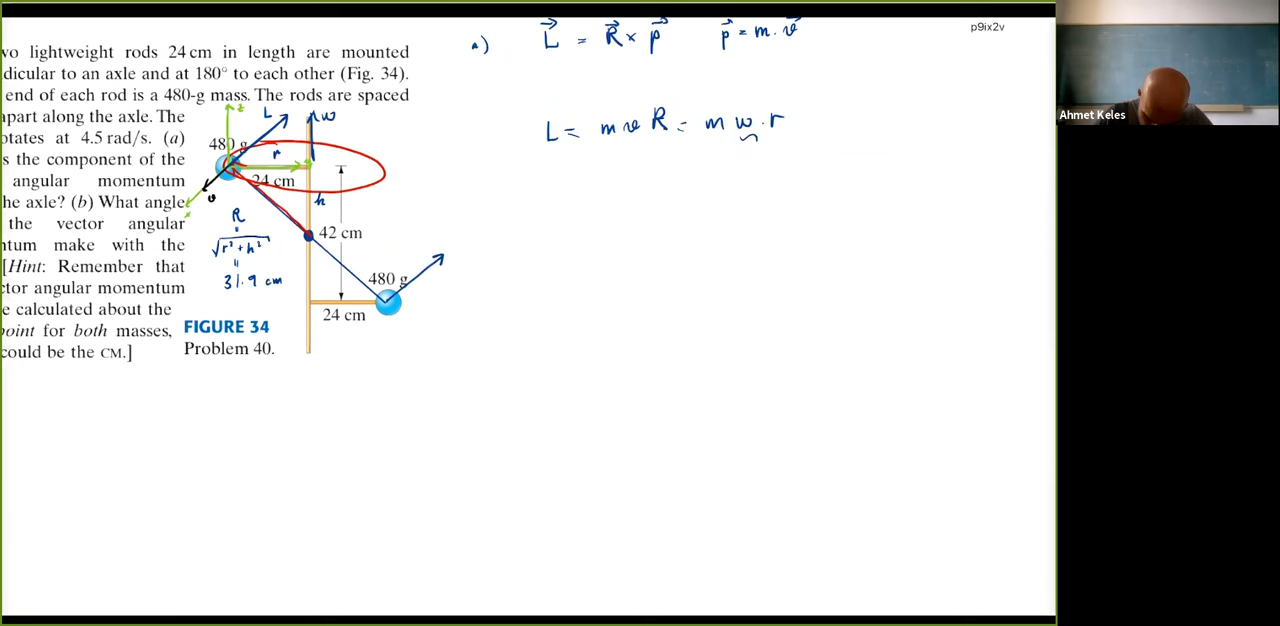 vo lightweight rods 24 cm in length are mounted
dicular to an axle and at 180° to each other (Fig. 34).
end of each rod is a 480-g mass. The rods are spaced
apart along the axle. The
otates at 4.5 rad/s. (a)
s the component of the
angular momentum
he axle? (b) What angle
the vector angular
ntum make with the
[Hint: Remember that
ctor angular momentum
e calculated about the
point for both masses,
could be the CM.]
z
L
w
480 g
r
24 cm
v
h
R
"
√r² + h²
"
31.9 cm
42 cm
480 g
24 cm
FIGURE 34
Problem 40.
a) L⃗ = R⃗ × p⃗ p⃗ = m . v⃗
L = m v R = m w . r
p9ix2v
Ahmet Keles